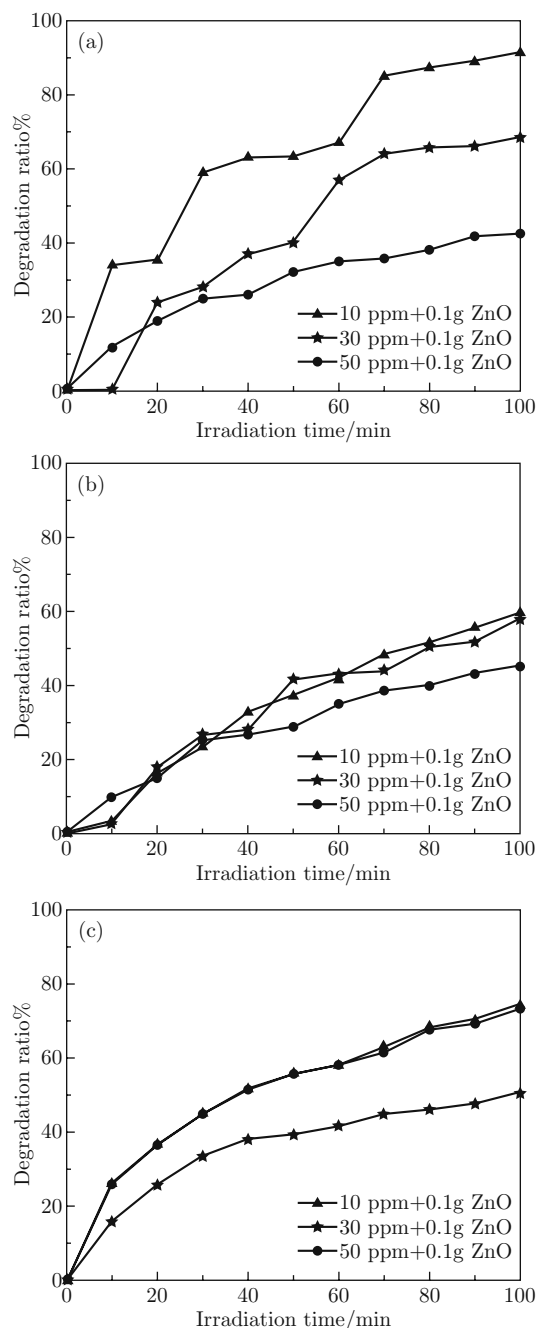 (a)
100
80
60
40
20
0
Degradation ratio%
10 ppm+0.1g ZnO
30 ppm+0.1g ZnO
50 ppm+0.1g ZnO
0 20 40 60 80 100
Irradiation time/min
(b)
100
80
60
40
20
0
Degradation ratio%
10 ppm+0.1g ZnO
30 ppm+0.1g ZnO
50 ppm+0.1g ZnO
0 20 40 60 80 100
Irradiation time/min
(c)
100
80
60
40
20
0
Degradation ratio%
10 ppm+0.1g ZnO
30 ppm+0.1g ZnO
50 ppm+0.1g ZnO
0 20 40 60 80 100
Irradiation time/min